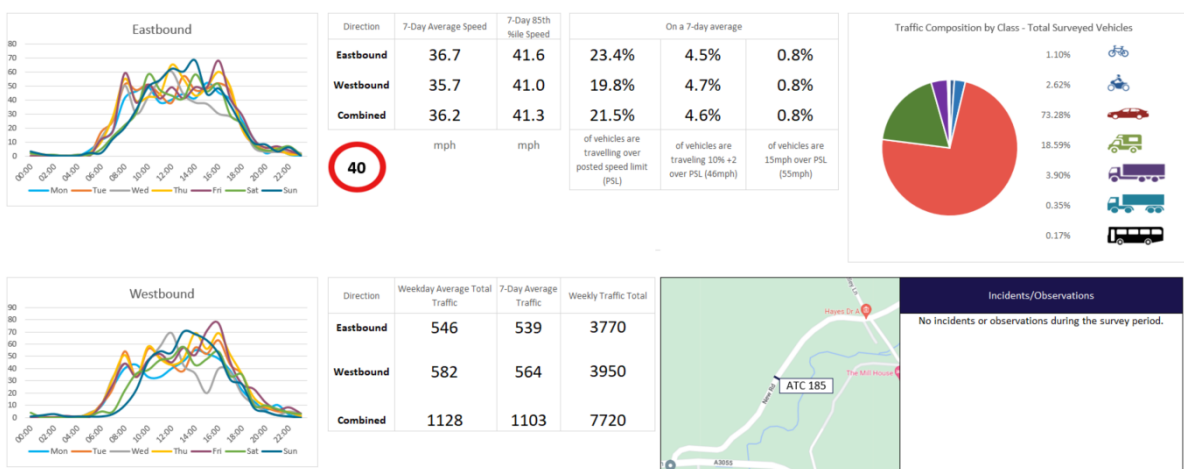 Eastbound
80
70
60
50
40
30
20
10
0
00:00 02:00 04:00 06:00 08:00 10:00 12:00 14:00 16:00 18:00 20:00 22:00
Mon Tue Wed Thu Fri Sat Sun
Direction 7-Day Average Speed 7-Day 85th %ile Speed
Eastbound 36.7 41.6
Westbound 35.7 41.0
Combined 36.2 41.3
mph mph
40
On a 7-day average
23.4% 4.5% 0.8%
19.8% 4.7% 0.8%
21.5% 4.6% 0.8%
of vehicles are travelling over posted speed limit (PSL)
of vehicles are traveling 10% +2 over PSL (46mph)
of vehicles are 15mph over PSL (55mph)
Traffic Composition by Class - Total Surveyed Vehicles
1.10%
2.62%
73.28%
18.59%
3.90%
0.35%
0.17%
Westbound
90
80
70
60
50
40
30
20
10
0
00:00 02:00 04:00 06:00 08:00 10:00 12:00 14:00 16:00 18:00 20:00 22:00
Mon Tue Wed Thu Fri Sat Sun
Direction Weekday Average Total Traffic 7-Day Average Traffic Weekly Traffic Total
Eastbound 546 539 3770
Westbound 582 564 3950
Combined 1128 1103 7720
Hayes Dr A
The Mill House
ATC 185
New Rd
A3055
Incidents/Observations
No incidents or observations during the survey period.